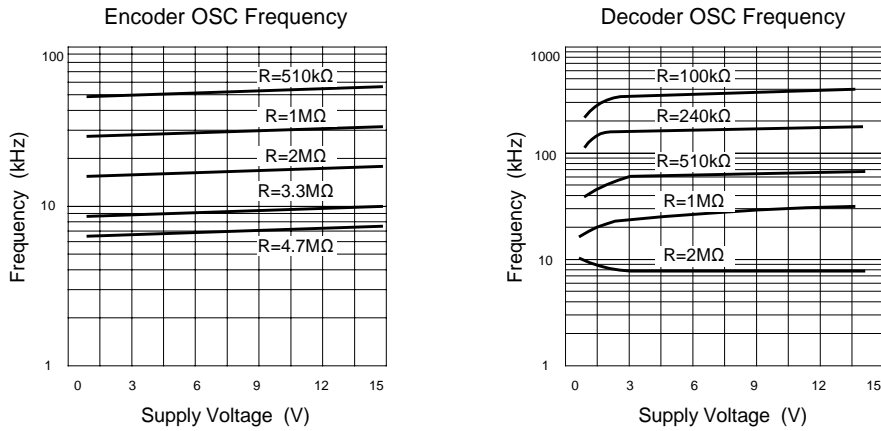 Encoder OSC Frequency
100
10
1
Frequency (kHz)
R=510kΩ
R=1MΩ
R=2MΩ
R=3.3MΩ
R=4.7MΩ
0 3 6 9 12 15
Supply Voltage (V)
Decoder OSC Frequency
1000
100
10
1
Frequency (kHz)
R=100kΩ
R=240kΩ
R=510kΩ
R=1MΩ
R=2MΩ
0 3 6 9 12 15
Supply Voltage (V)